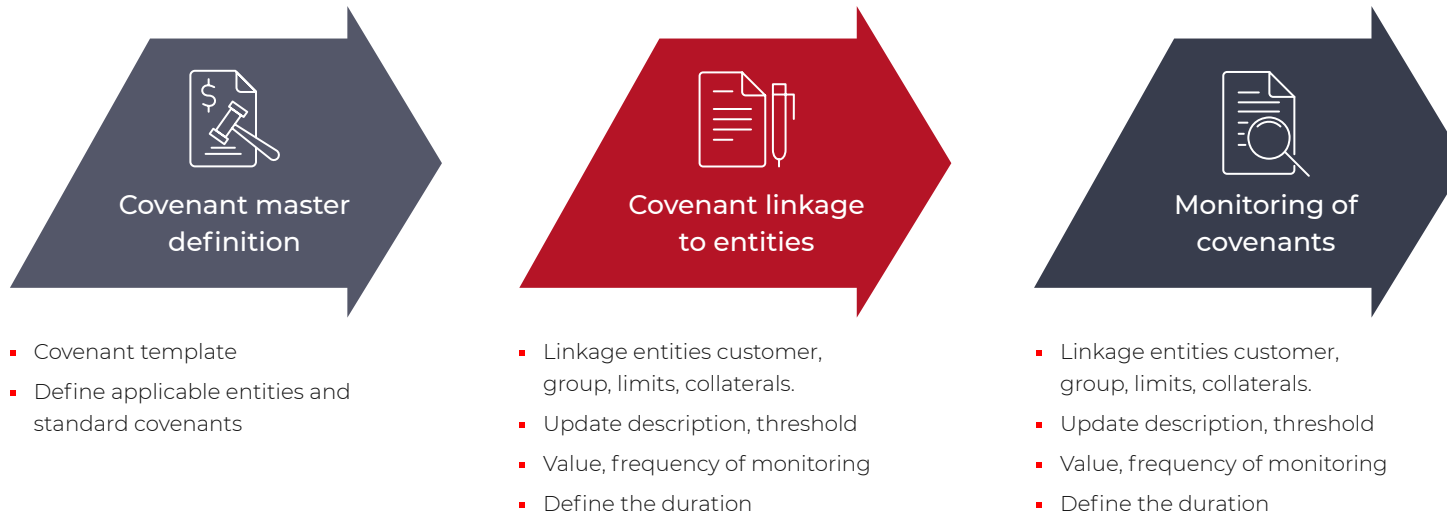 $
Covenant master
definition
Covenant template
Define applicable entities and
standard covenants
Covenant linkage
to entities
Linkage entities customer,
group, limits, collaterals.
Update description, threshold
Value, frequency of monitoring
Define the duration
Monitoring of
covenants
Linkage entities customer,
group, limits, collaterals.
Update description, threshold
Value, frequency of monitoring
Define the duration